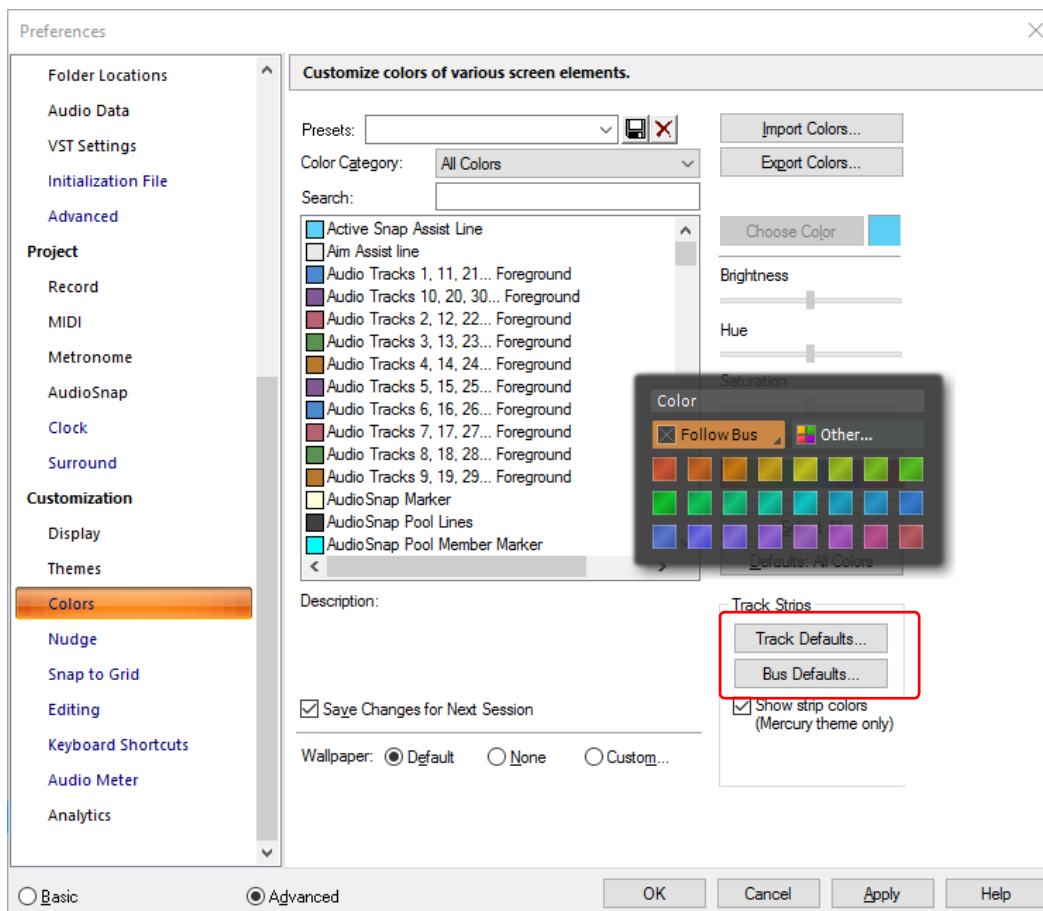 Preferences
Folder Locations
Audio Data
VST Settings
Initialization File
Advanced
Project
Record
MIDI
Metronome
AudioSnap
Clock
Surround
Customization
Display
Themes
Colors
Nudge
Snap to Grid
Editing
Keyboard Shortcuts
Audio Meter
Analytics
Basic
Advanced
Customize colors of various screen elements.
Presets:
Color Category: All Colors
Search:
Active Snap Assist Line
Aim Assist line
Audio Tracks 1, 11, 21... Foreground
Audio Tracks 10, 20, 30... Foreground
Audio Tracks 2, 12, 22... Foreground
Audio Tracks 3, 13, 23... Foreground
Audio Tracks 4, 14, 24... Foreground
Audio Tracks 5, 15, 25... Foreground
Audio Tracks 6, 16, 26... Foreground
Audio Tracks 7, 17, 27... Foreground
Audio Tracks 8, 18, 28... Foreground
Audio Tracks 9, 19, 29... Foreground
AudioSnap Marker
AudioSnap Pool Lines
AudioSnap Pool Member Marker
Description:
Save Changes for Next Session
Wallpaper: Default None Custom...
Import Colors...
Export Colors...
Choose Color
Brightness
Hue
Saturation
Color
Follow Bus
Other...
Defaults: All Colors
Track Strips
Track Defaults...
Bus Defaults...
Show strip colors
(Mercury theme only)
OK
Cancel
Apply
Help